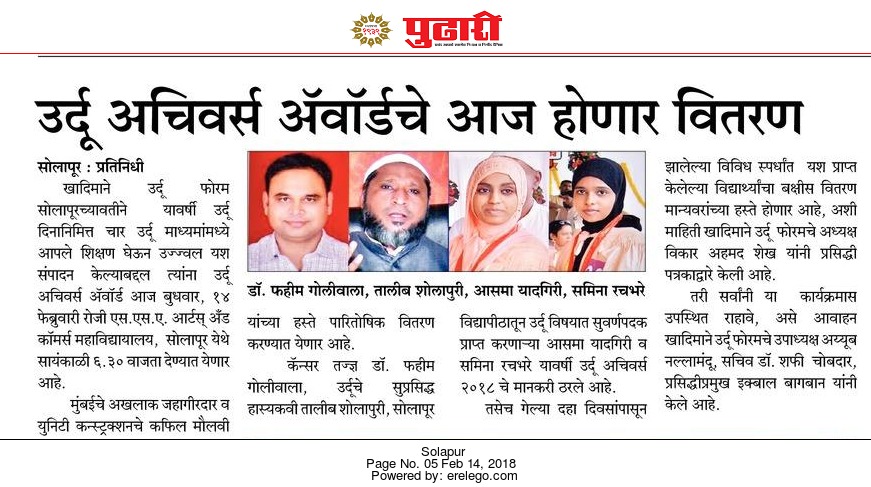 पुढारी
उर्दू अचिवर्स ॲवॉर्डचे आज होणार वितरण
सोलापूर : प्रतिनिधी
खादिमाने उर्दू फोरम
सोलापूरच्यावतीने यावर्षी उर्दू
दिनानिमित्त चार उर्दू माध्यमांमध्ये
आपले शिक्षण घेऊन उज्ज्वल यश
संपादन केल्याबद्दल त्यांना उर्दू
अचिवर्स ॲवॉर्ड आज बुधवार, १४
फेब्रुवारी रोजी एस.एस.ए. आर्टस् अँड
कॉमर्स महाविद्यायालय, सोलापूर येथे
सायंकाळी ६.३० वाजता देण्यात येणार
आहे.
मुंबईचे अखलाक जहागीरदार व
युनिटी कन्स्ट्रक्शनचे कफिल मौलवी
डॉ. फहीम गोलीवाला, तालीब शोलापुरी, आसमा यादगिरी, समिना रचभरे
यांच्या हस्ते पारितोषिक वितरण
करण्यात येणार आहे.
कॅन्सर तज्ज्ञ डॉ. फहीम
गोलीवाला, उर्दूचे सुप्रसिद्ध
हास्यकवी तालीब शोलापुरी, सोलापूर
विद्यापीठातून उर्दू विषयात सुवर्णपदक
प्राप्त करणाऱ्या आसमा यादगिरी व
समिना रचभरे यावर्षी उर्दू अचिवर्स
२०१८ चे मानकरी ठरले आहे.
तसेच गेल्या दहा दिवसांपासून
झालेल्या विविध स्पर्धांत यश प्राप्त
केलेल्या विद्यार्थ्यांचा बक्षीस वितरण
मान्यवरांच्या हस्ते होणार आहे, अशी
माहिती खादिमाने उर्दू फोरमचे अध्यक्ष
विकार अहमद शेख यांनी प्रसिद्धी
पत्रकाद्वारे केली आहे.
तरी सर्वांनी या कार्यक्रमास
उपस्थित राहावे, असे आवाहन
खादिमाने उर्दू फोरमचे उपाध्यक्ष अय्यूब
नल्लामंदू, सचिव डॉ. शफी चोबदार,
प्रसिद्धीप्रमुख इक्बाल बागबान यांनी
केले आहे.
Solapur
Page No. 05 Feb 14, 2018
Powered by: erelego.com